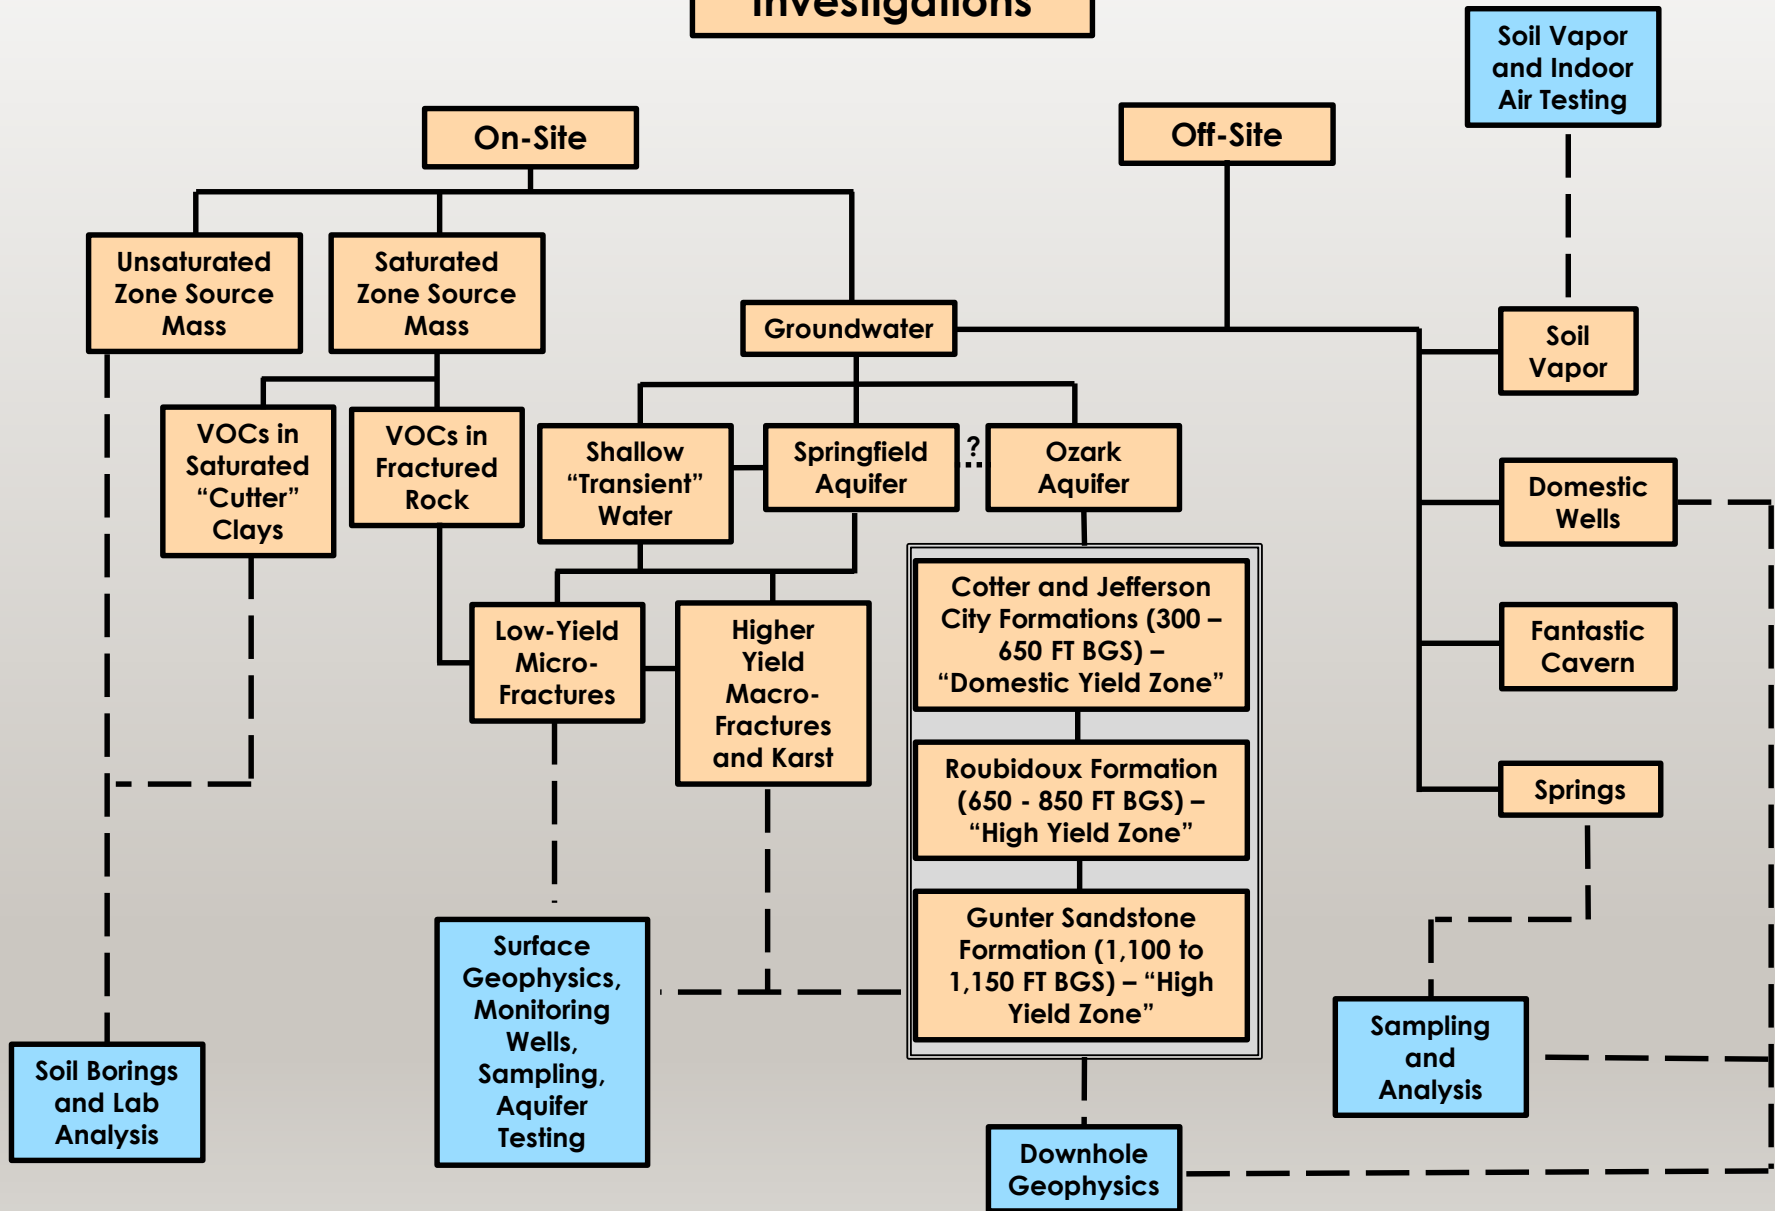 Investigations
Soil Vapor
and Indoor
Air Testing
On-Site
Off-Site
Unsaturated
Zone Source
Mass
Saturated
Zone Source
Mass
Groundwater
Soil
Vapor
VOCs in
Saturated
“Cutter”
Clays
VOCs in
Fractured
Rock
Shallow
“Transient”
Water
Springfield
Aquifer
?
Ozark
Aquifer
Domestic
Wells
Low-Yield
Micro-
Fractures
Higher
Yield
Macro-
Fractures
and Karst
Cotter and Jefferson
City Formations (300 –
650 FT BGS) –
“Domestic Yield Zone”
Fantastic
Cavern
Roubidoux Formation
(650 - 850 FT BGS) –
“High Yield Zone”
Springs
Gunter Sandstone
Formation (1,100 to
1,150 FT BGS) – “High
Yield Zone”
Surface
Geophysics,
Monitoring
Wells,
Sampling,
Aquifer
Testing
Soil Borings
and Lab
Analysis
Sampling
and
Analysis
Downhole
Geophysics